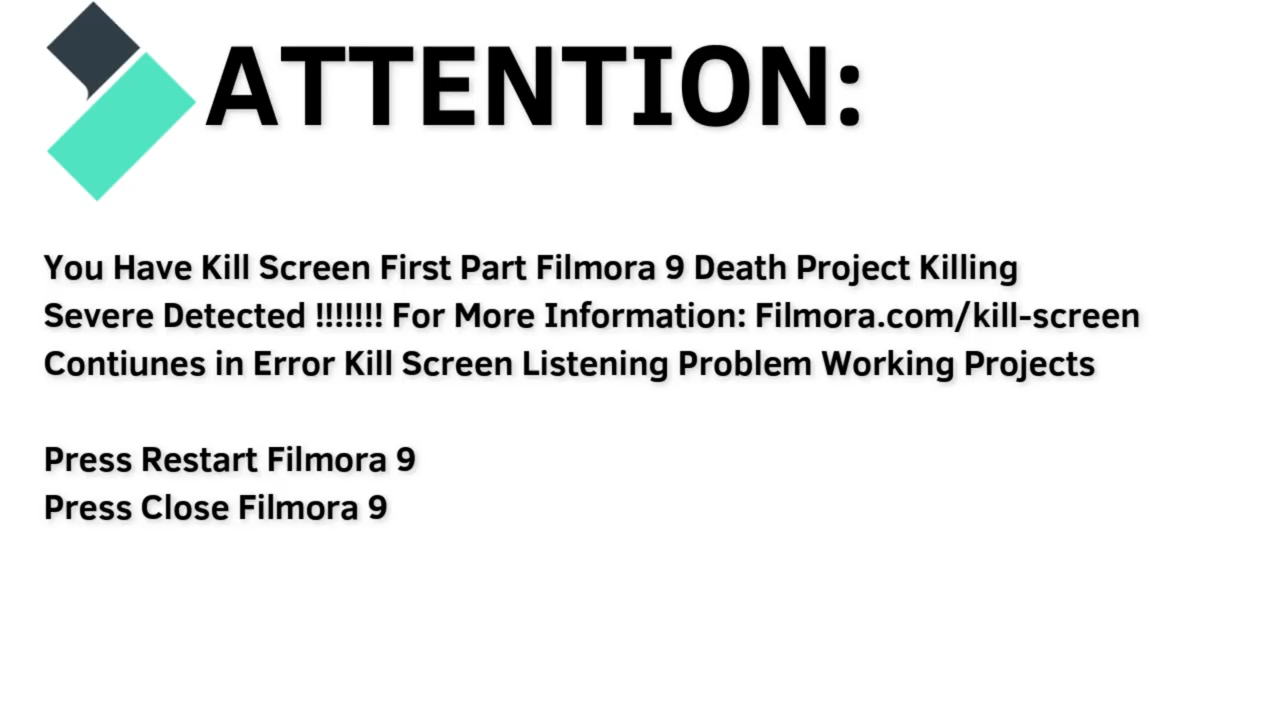 ATTENTION:
You Have Kill Screen First Part Filmora 9 Death Project Killing
Severe Detected !!!!!!! For More Information: Filmora.com/kill-screen
Contiunes in Error Kill Screen Listening Problem Working Projects
Press Restart Filmora 9
Press Close Filmora 9